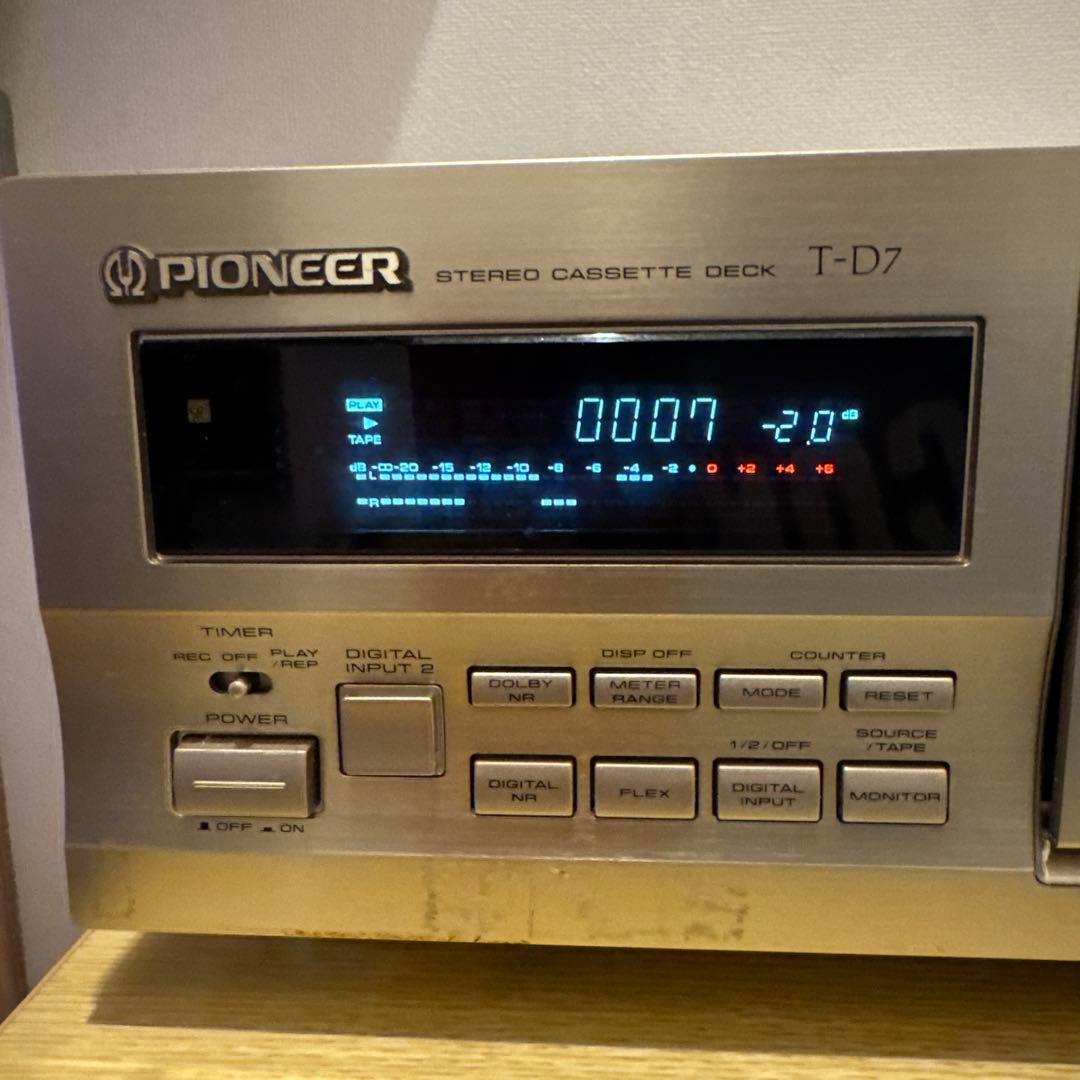 PIONEER STEREO CASSETTE DECK T-D7
PLAY
TAPE
0007 -2.0 dB
dB -∞ -20 -15 -12 -10 -8 -6 -4 -2 • 0 +2 +4 +6
L
R
TIMER
REC OFF PLAY /REP
POWER
OFF ON
DIGITAL
INPUT 2
DISP OFF
COUNTER
DOLBY
NR
METER
RANGE
MODE
RESET
1/2/OFF
SOURCE
/TAPE
DIGITAL
NR
FLEX
DIGITAL
INPUT
MONITOR